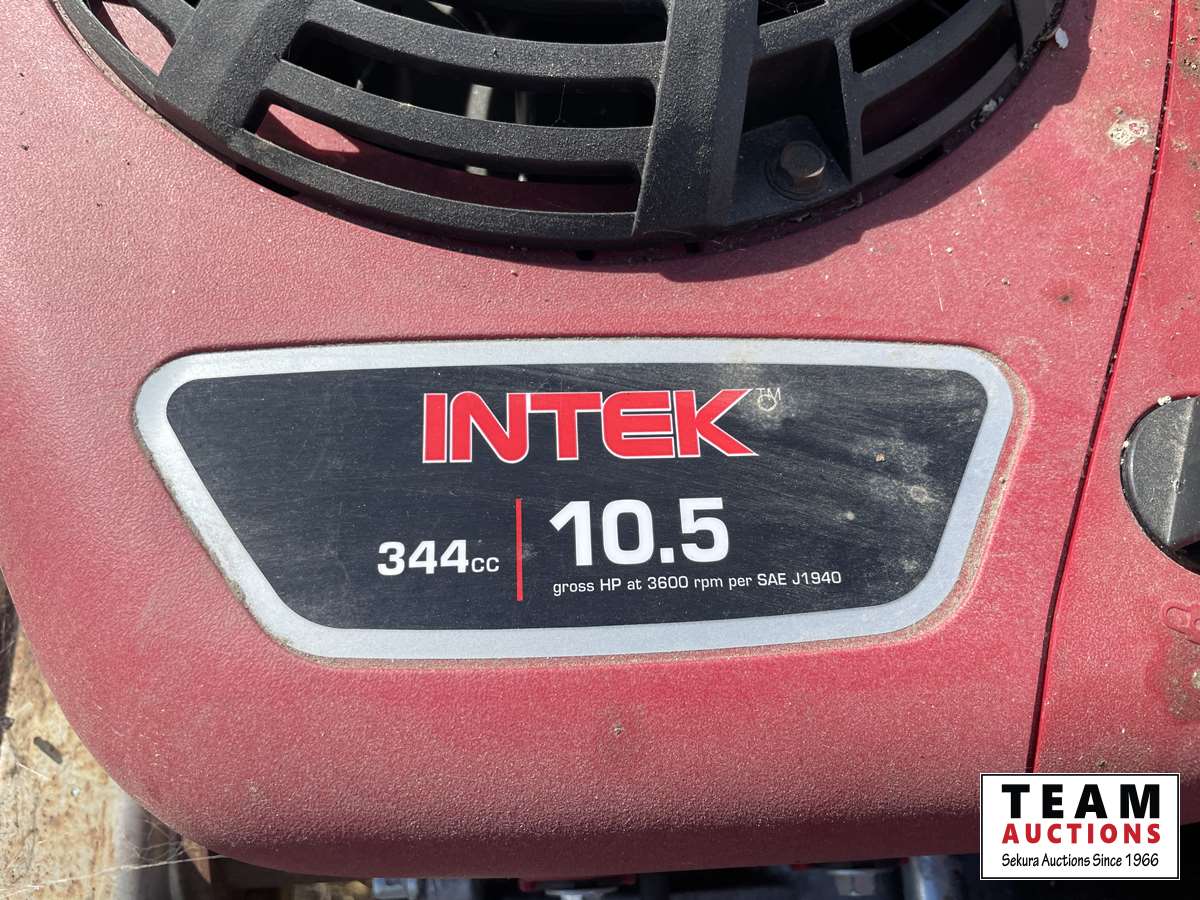 INTEK™
344cc
10.5
gross HP at 3600 rpm per SAE J1940
TEAM
AUCTIONS
Sekura Auctions Since 1966